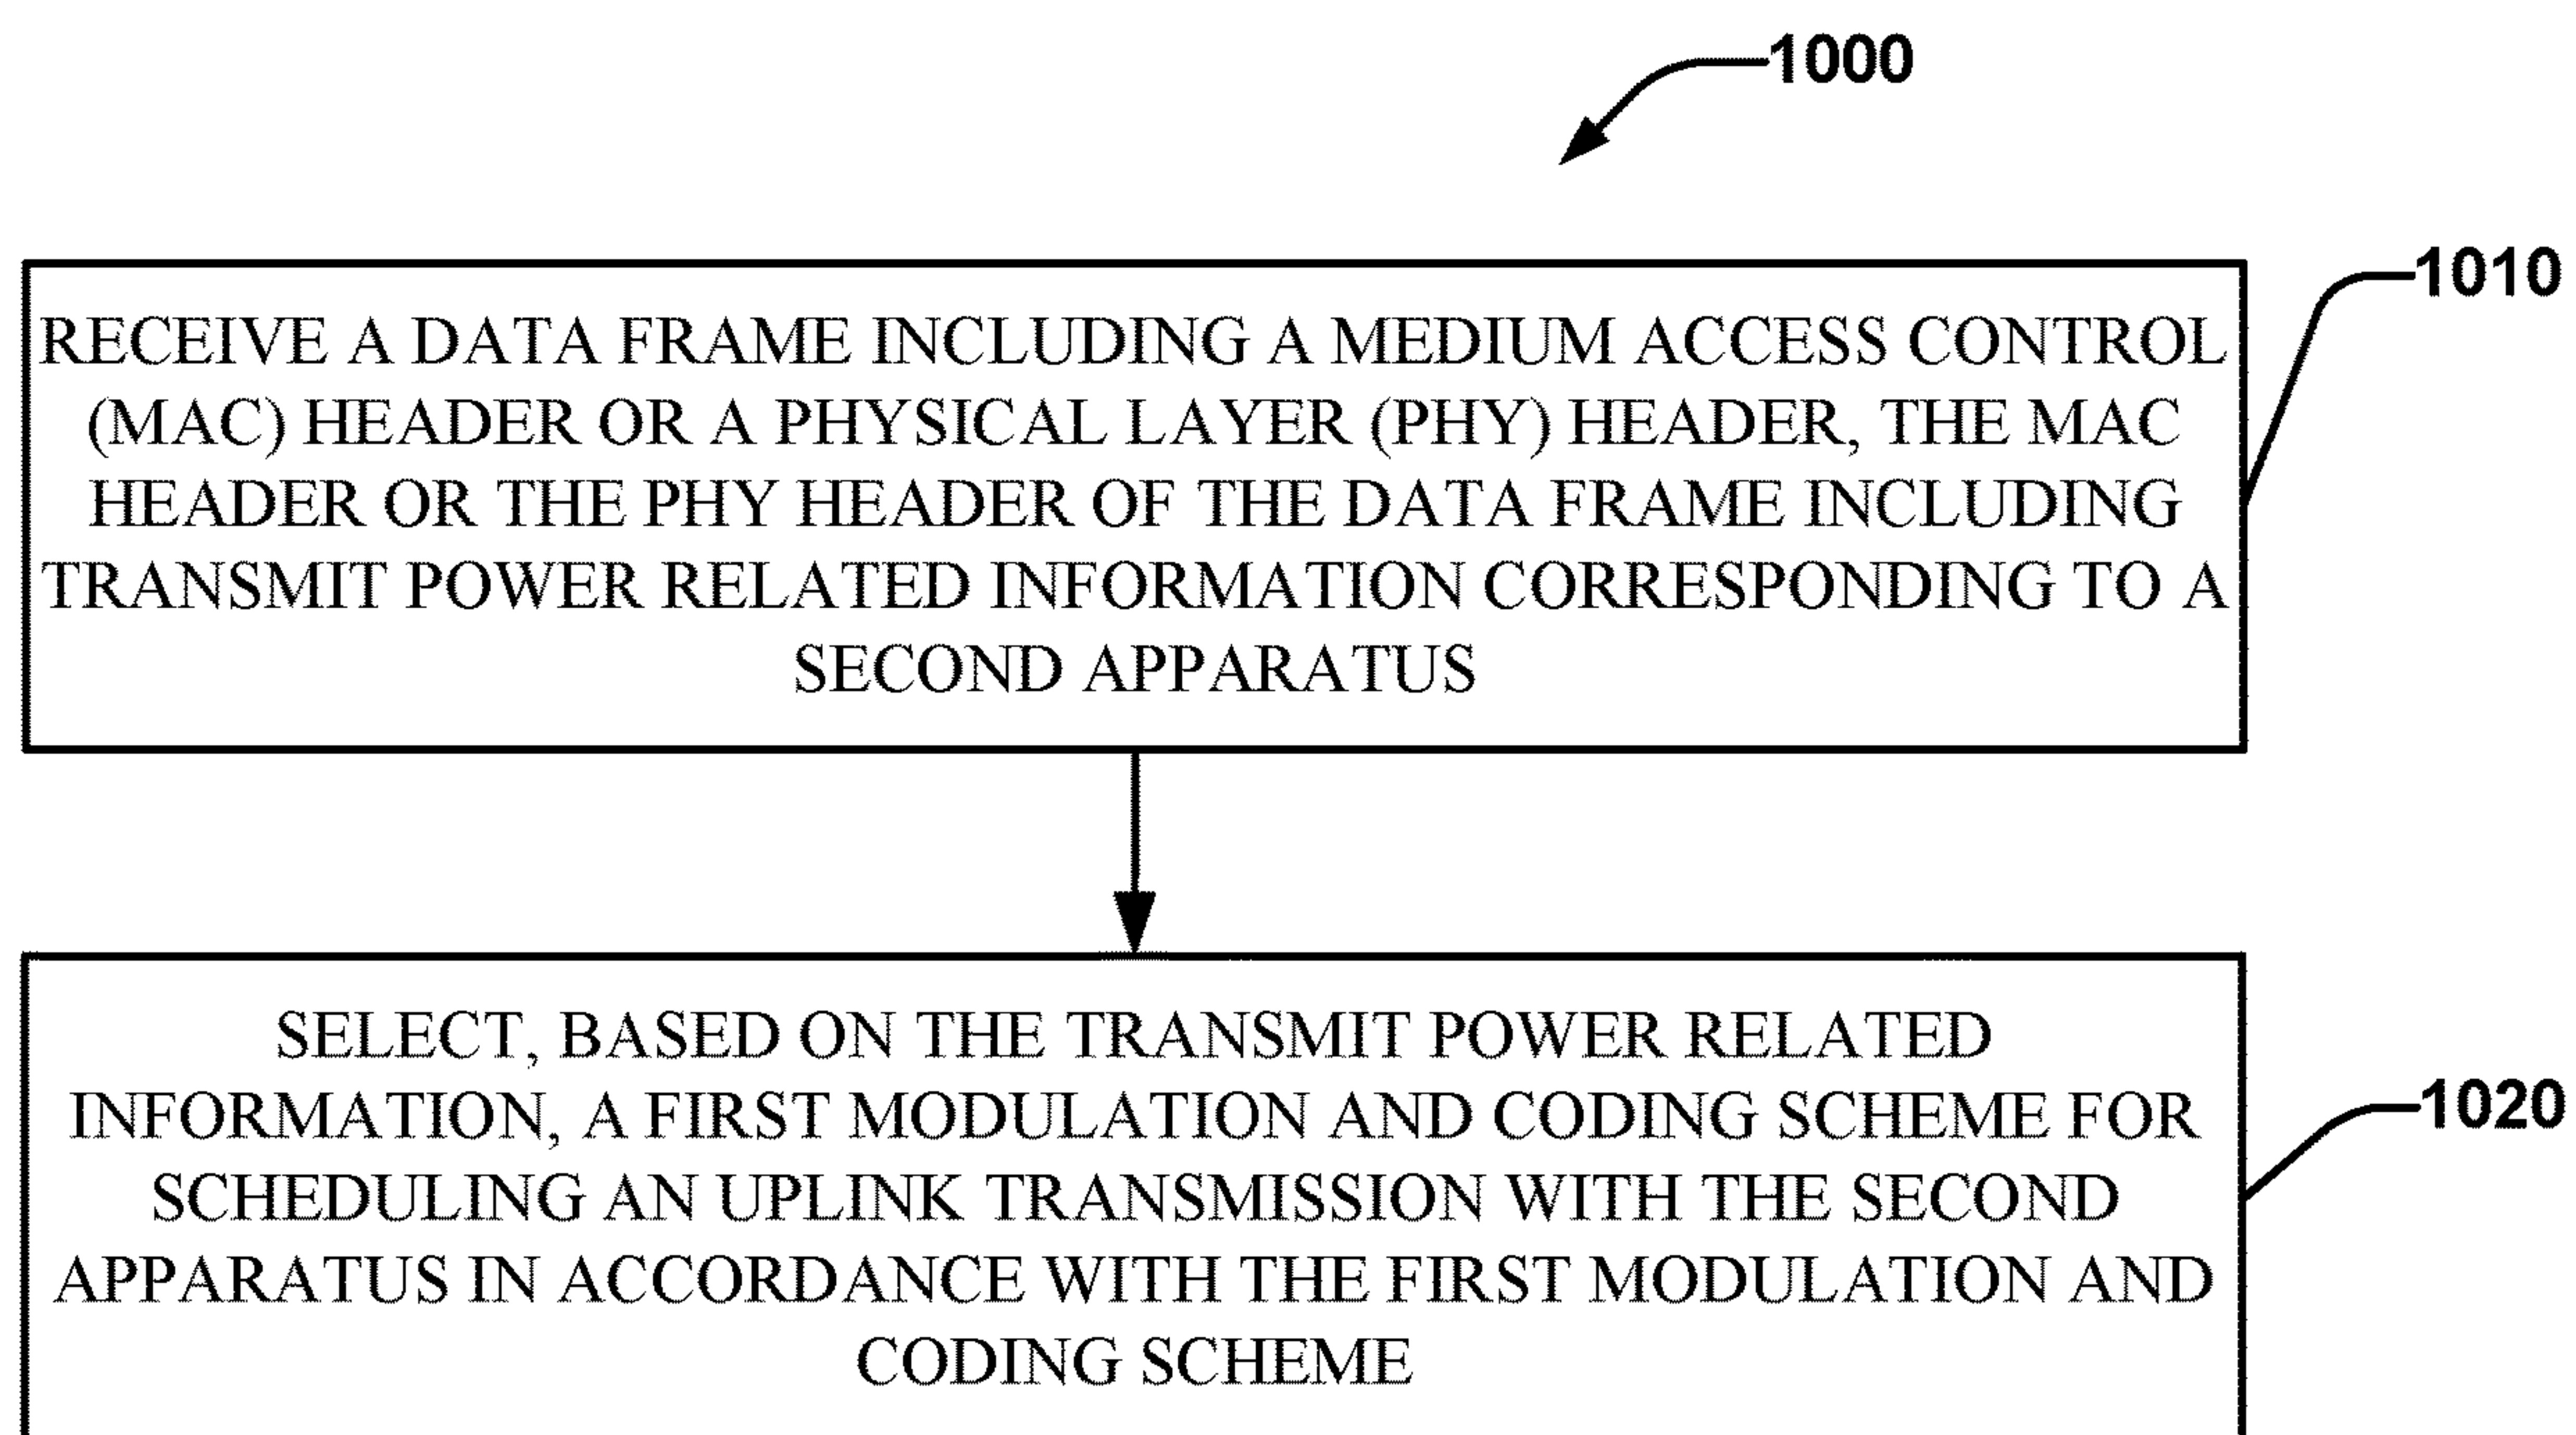 1000
1010
RECEIVE A DATA FRAME INCLUDING A MEDIUM ACCESS CONTROL
(MAC) HEADER OR A PHYSICAL LAYER (PHY) HEADER, THE MAC
HEADER OR THE PHY HEADER OF THE DATA FRAME INCLUDING
TRANSMIT POWER RELATED INFORMATION CORRESPONDING TO A
SECOND APPARATUS
SELECT, BASED ON THE TRANSMIT POWER RELATED
INFORMATION, A FIRST MODULATION AND CODING SCHEME FOR
1020
SCHEDULING AN UPLINK TRANSMISSION WITH THE SECOND
APPARATUS IN ACCORDANCE WITH THE FIRST MODULATION AND
CODING SCHEME